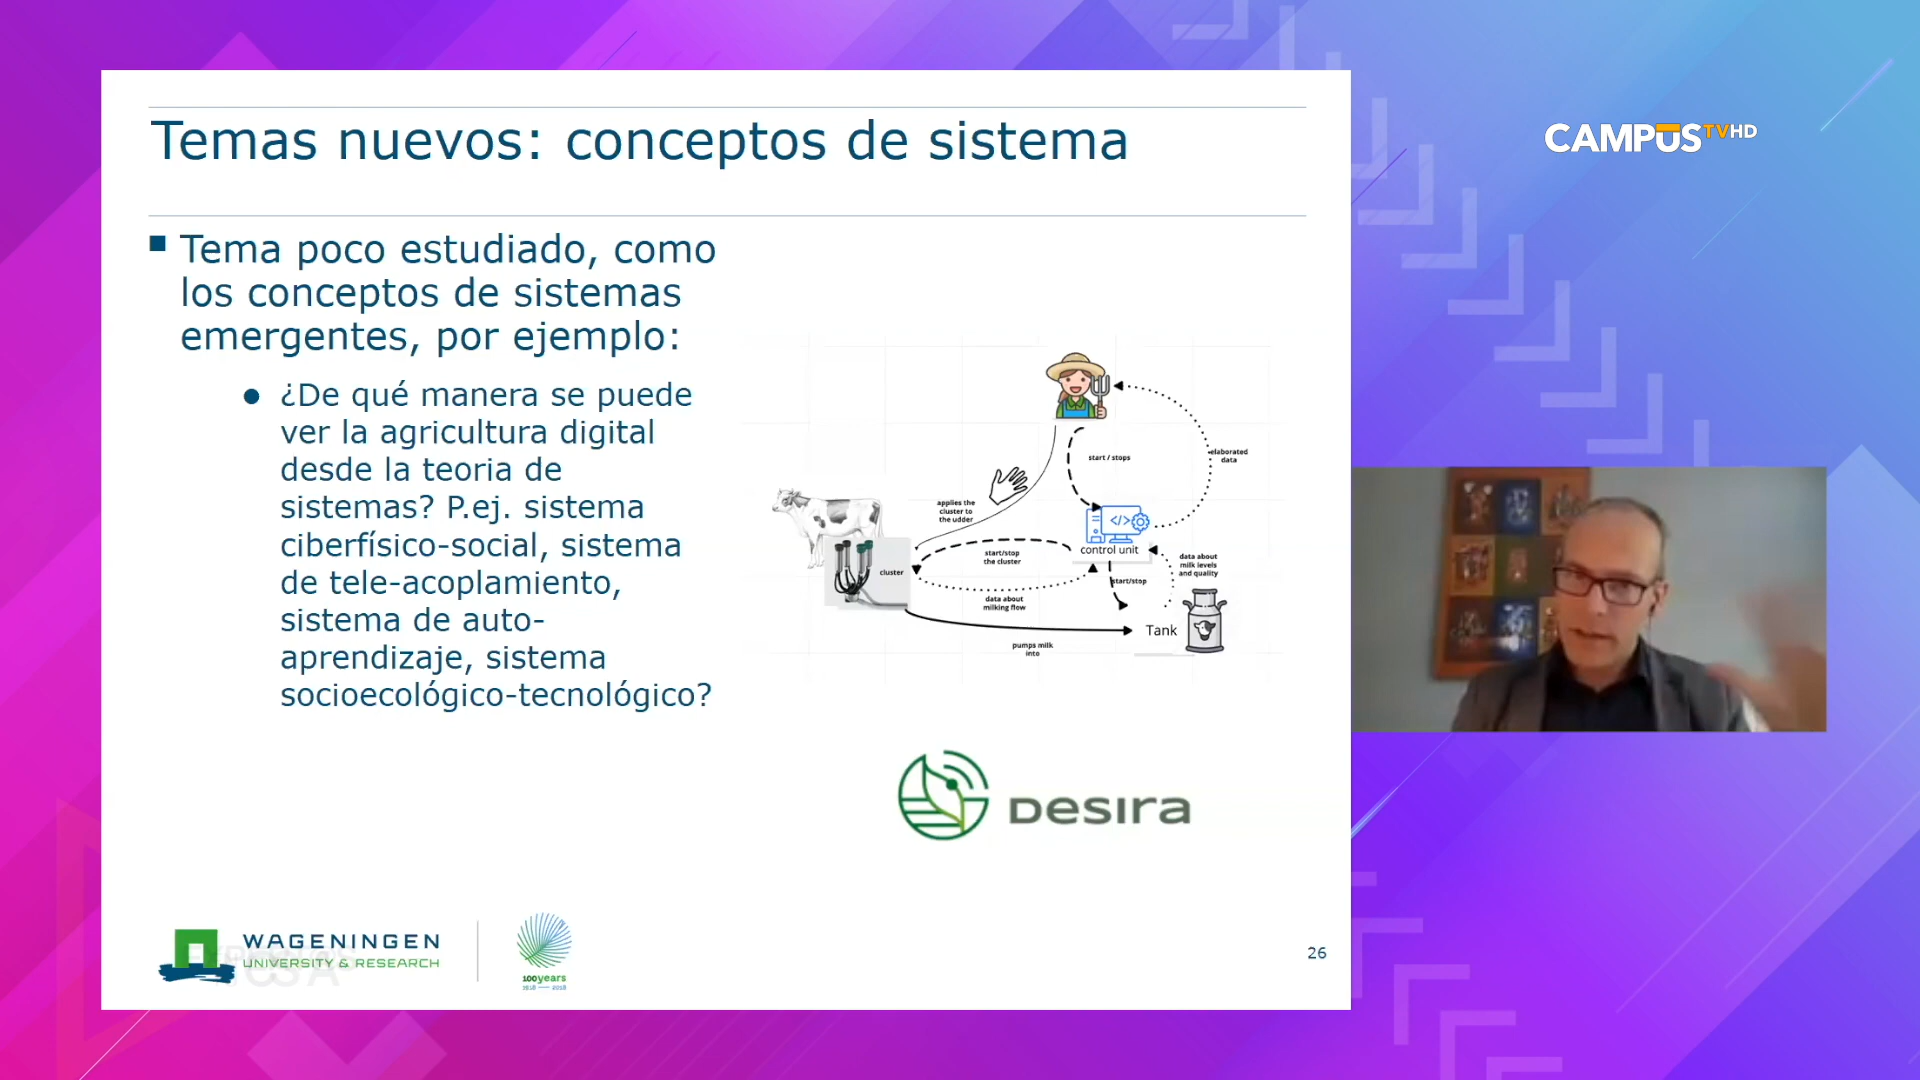 Temas nuevos: conceptos de sistema
CAMPUSTVHD
Tema poco estudiado, como
los conceptos de sistemas
emergentes, por ejemplo:
¿De qué manera se puede
ver la agricultura digital
desde la teoria de
sistemas? P.ej. sistema
ciberfísico-social, sistema
de tele-acoplamiento,
sistema de auto-
aprendizaje, sistema
socioecológico-tecnológico?
start / stops
elaborated
data
applies the
cluster to
the udder
</>
control unit
start/stop
the cluster
cluster
data about
milk levels
and quality
start/stop
data about
milking flow
Tank
pumps milk
into
DESIRA
WAGENINGEN
UNIVERSITY & RESEARCH
100years
1918 — 2018
26